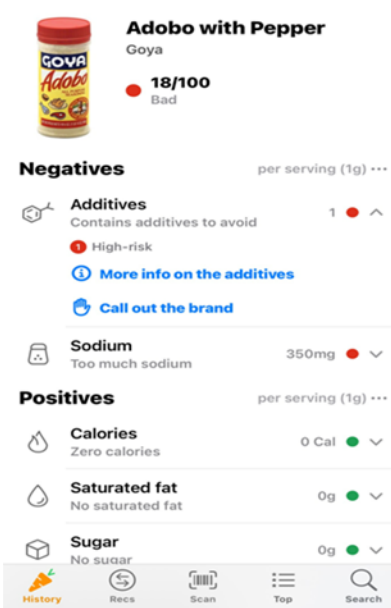 Adobo with Pepper
Goya
GOYA
Adobo
18/100
Bad
Negatives per serving (1g) •••
Additives 1
Contains additives to avoid
1 High-risk
More info on the additives
Call out the brand
Sodium 350mg
Too much sodium
Positives per serving (1g) •••
Calories 0 Cal
Zero calories
Saturated fat 0g
No saturated fat
Sugar 0g
No sugar
History Recs Scan Top Search